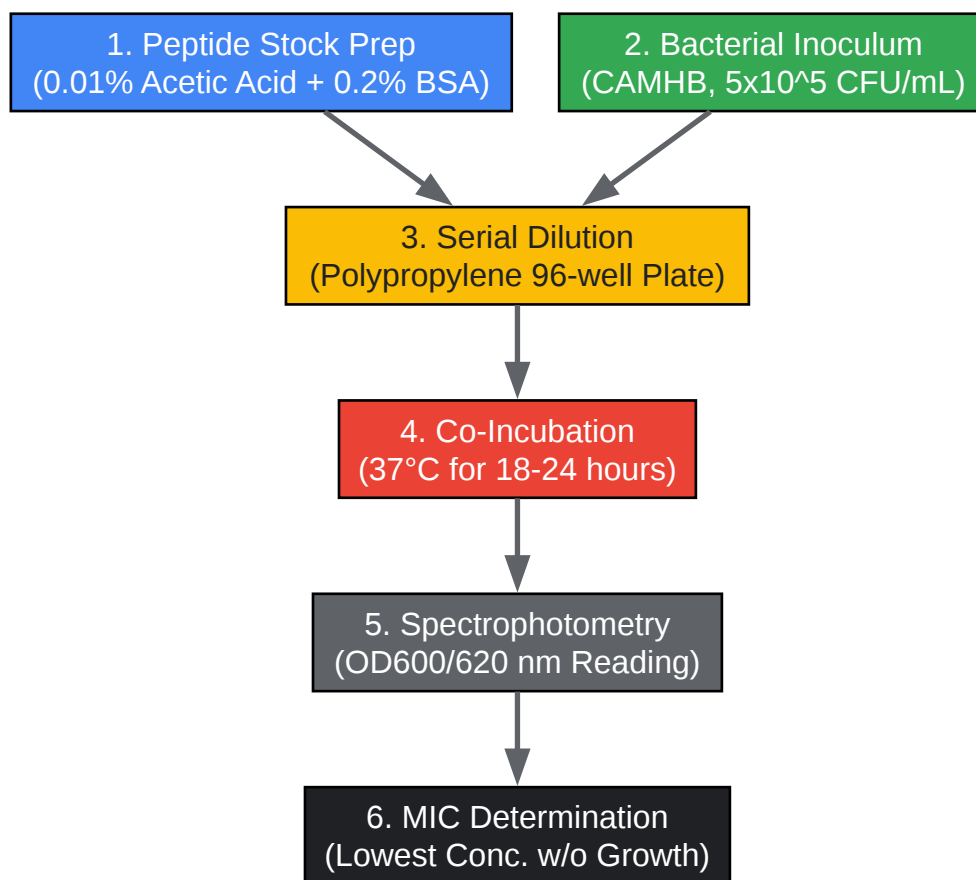 1. Peptide Stock Prep
(0.01% Acetic Acid + 0.2% BSA)
2. Bacterial Inoculum
(CAMHB, 5x10^5 CFU/mL)
3. Serial Dilution
(Polypropylene 96-well Plate)
4. Co-Incubation
(37°C for 18-24 hours)
5. Spectrophotometry
(OD600/620 nm Reading)
6. MIC Determination
(Lowest Conc. w/o Growth)